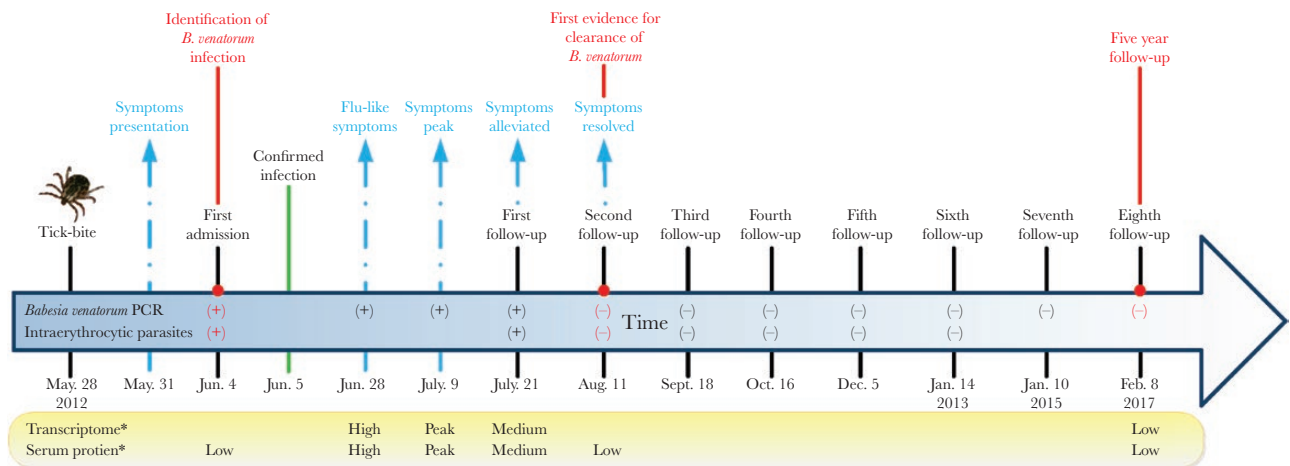 Identification of
B. venatorum
infection
First evidence for
clearance of
B. venatorum
Five year
follow-up
Symptoms
presentation
Flu-like
symptoms
Symptoms
peak
Symptoms
alleviated
Symptoms
resolved
Confirmed
infection
Tick-bite
First
admission
First
follow-up
Second
follow-up
Third
follow-up
Fourth
follow-up
Fifth
follow-up
Sixth
follow-up
Seventh
follow-up
Eighth
follow-up
Babesia venatorum PCR (+) (+) (+) (+) (–) (–) (–) (–) (–) (–) (–)
Intraerythrocytic parasites (+) (+) (–) (–) (–) (–) (–)
Time
May. 28
2012
May. 31
Jun. 4
Jun. 5
Jun. 28
July. 9
July. 21
Aug. 11
Sept. 18
Oct. 16
Dec. 5
Jan. 14
2013
Jan. 10
2015
Feb. 8
2017
Transcriptome* High Peak Medium Low
Serum protien* Low High Peak Medium Low Low